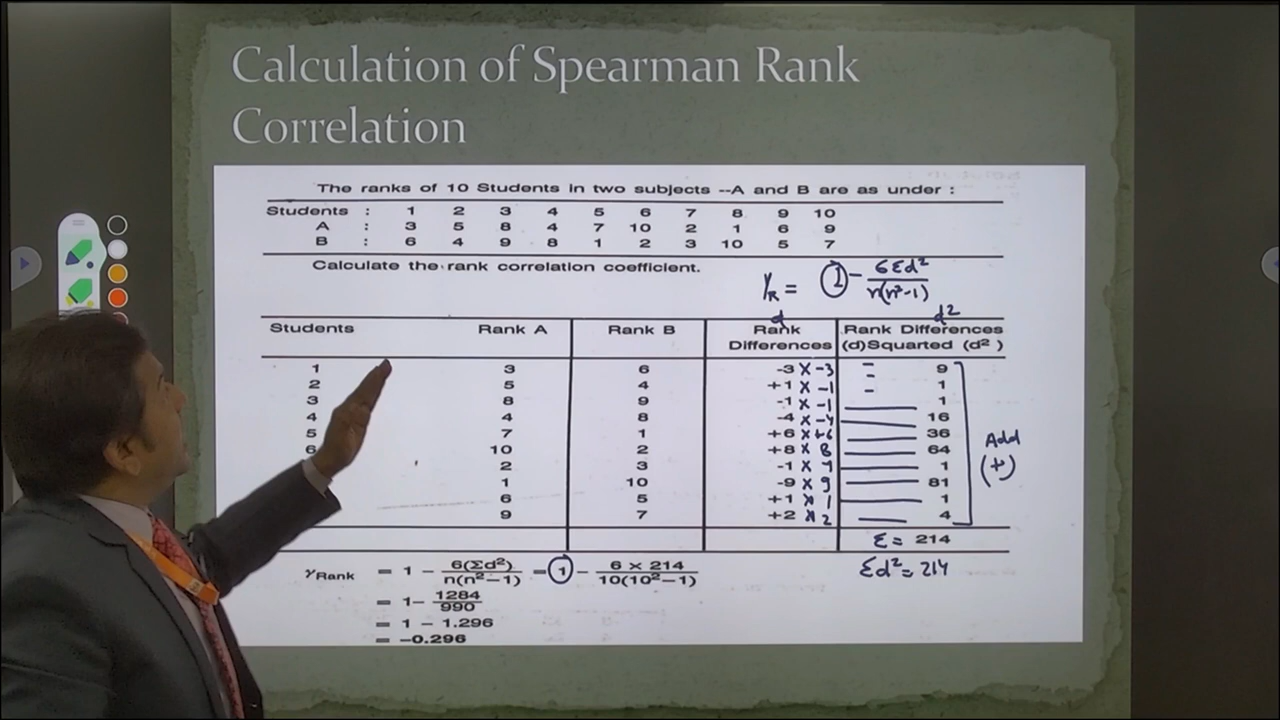 Calculation of Spearman Rank
Correlation
The ranks of 10 Students in two subjects --A and B are as under :
Students : 1 2 3 4 5 6 7 8 9 10
A : 3 5 8 4 7 10 2 1 6 9
B : 6 4 9 8 1 2 3 10 5 7
Calculate the rank correlation coefficient.
γR = 1 - 6Σd² / n(n²-1)
d d²
Students Rank A Rank B Rank Differences Rank Differences (d)Squarted (d²)
1 3 6 -3 x -3 9
2 5 4 +1 x -1 1
3 8 9 -1 x -1 1
4 4 8 -4 x -4 16
5 7 1 +6 x +6 36
6 10 2 +8 x 8 64
2 3 -1 x 1
1 10 -9 x 9 81
6 5 +1 x 1 1
9 7 +2 x 2 4
Add
(+)
Σ = 214
Σd² = 214
γRank = 1 - 6(Σd²) / n(n²-1) = 1 - 6 × 214 / 10(10²-1)
= 1- 1284 / 990
= 1 - 1.296
= -0.296